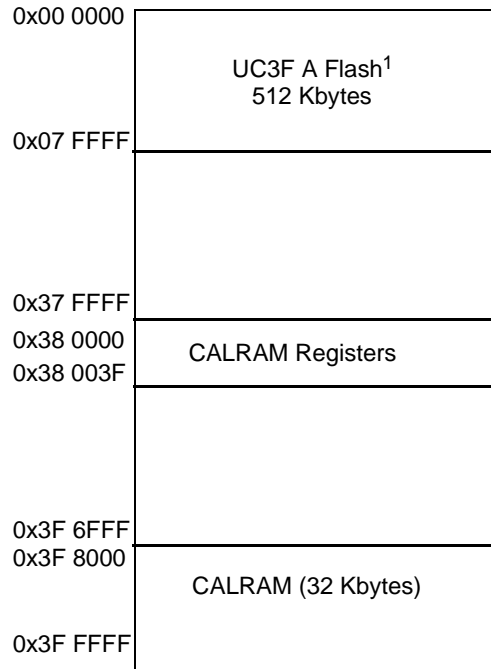 0x00 0000
UC3F A Flash1
512 Kbytes
0x07 FFFF
0x37 FFFF
0x38 0000
CALRAM Registers
0x38 003F
0x3F 6FFF
0x3F 8000
CALRAM (32 Kbytes)
0x3F FFFF